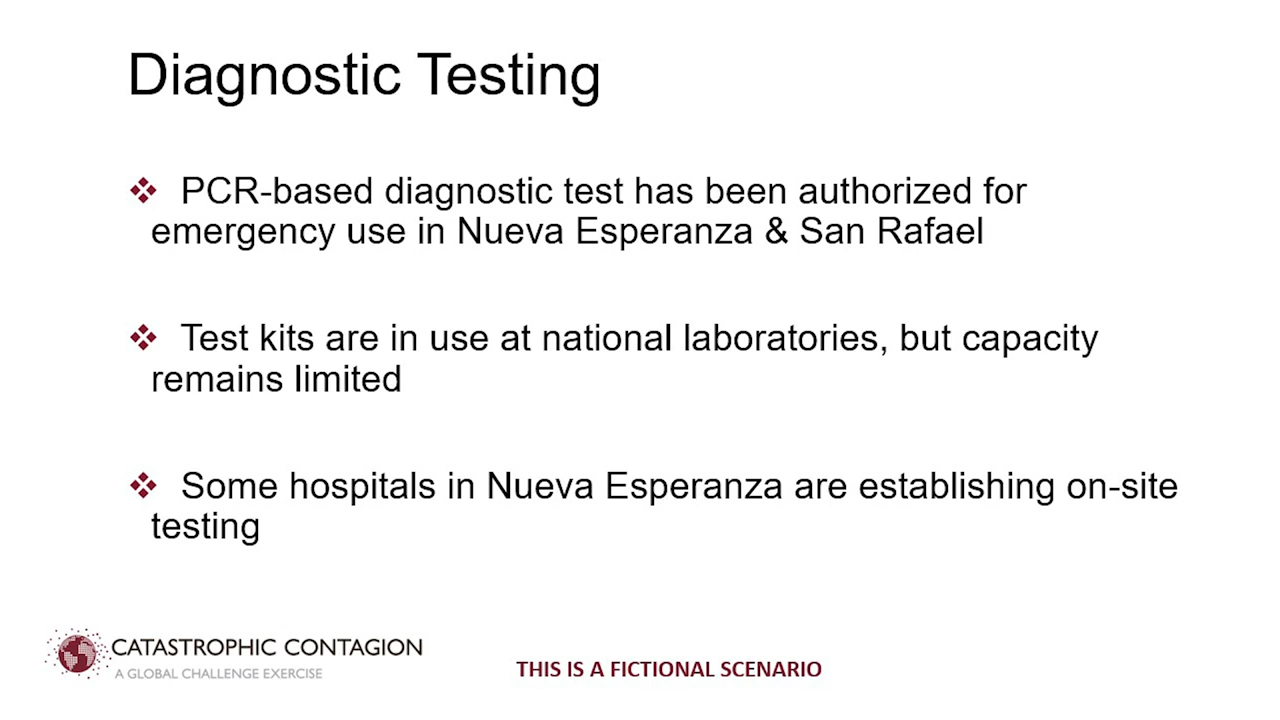 Diagnostic Testing
❖ PCR-based diagnostic test has been authorized for
emergency use in Nueva Esperanza & San Rafael
❖ Test kits are in use at national laboratories, but capacity
remains limited
❖ Some hospitals in Nueva Esperanza are establishing on-site
testing
CATASTROPHIC CONTAGION
A GLOBAL CHALLENGE EXERCISE
THIS IS A FICTIONAL SCENARIO